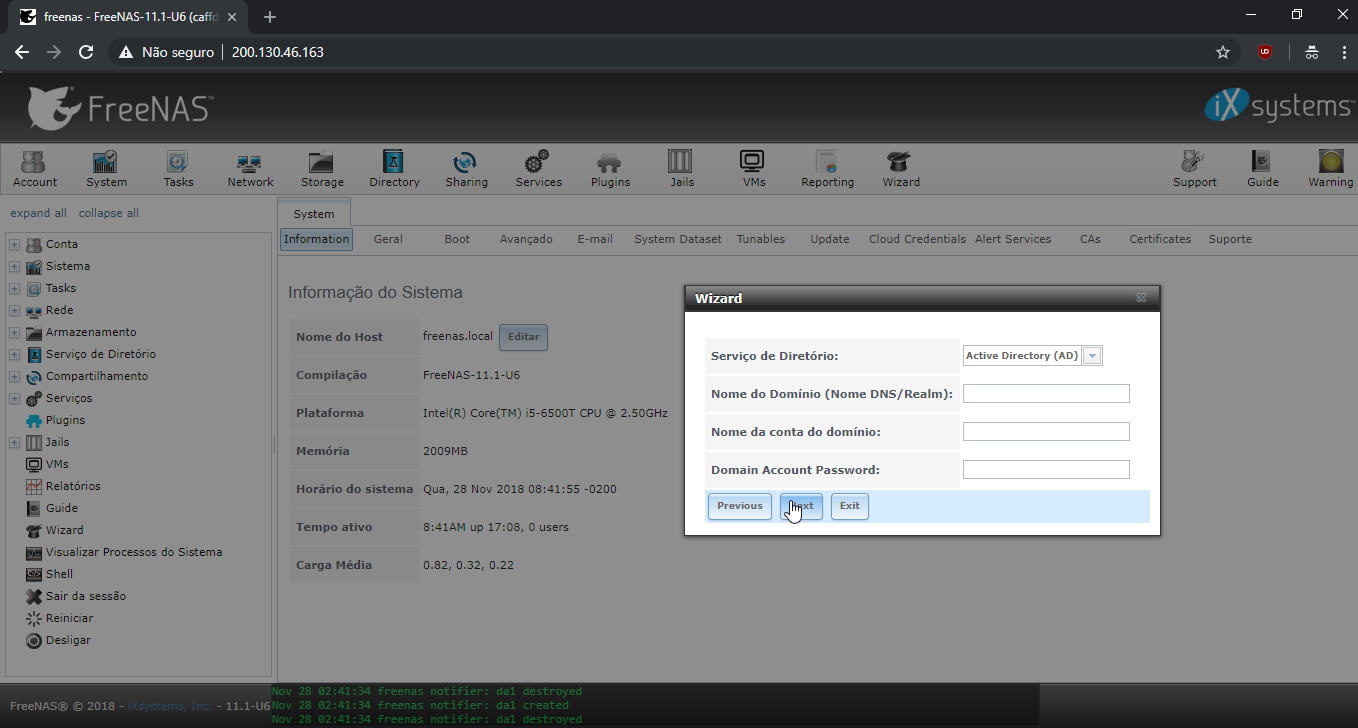 freenas - FreeNAS-11.1-U6 (caffd
Não seguro | 200.130.46.163
UD
FreeNAS™
iXsystems™
Account System Tasks Network Storage Directory Sharing Services Plugins Jails VMs Reporting Wizard Support Guide Warning
expand all collapse all
System
Information Geral Boot Avançado E-mail System Dataset Tunables Update Cloud Credentials Alert Services CAs Certificates Suporte
Conta
Sistema
Tasks
Rede
Armazenamento
Serviço de Diretório
Compartilhamento
Serviços
Plugins
Jails
VMs
Relatórios
Guide
Wizard
Visualizar Processos do Sistema
Shell
Sair da sessão
Reiniciar
Desligar
Informação do Sistema
Nome do Host freenas.local Editar
Compilação FreeNAS-11.1-U6
Plataforma Intel(R) Core(TM) i5-6500T CPU @ 2.50GHz
Memória 2009MB
Horário do sistema Qua, 28 Nov 2018 08:41:55 -0200
Tempo ativo 8:41AM up 17:08, 0 users
Carga Média 0.82, 0.32, 0.22
Wizard
Serviço de Diretório: Active Directory (AD)
Nome do Domínio (Nome DNS/Realm):
Nome da conta do domínio:
Domain Account Password:
Previous Next Exit
FreeNAS® © 2018 - iXsystems, Inc. - 11.1-U6
Nov 28 02:41:34 freenas notifier: da1 destroyed
Nov 28 02:41:34 freenas notifier: da1 created
Nov 28 02:41:34 freenas notifier: da1 destroyed